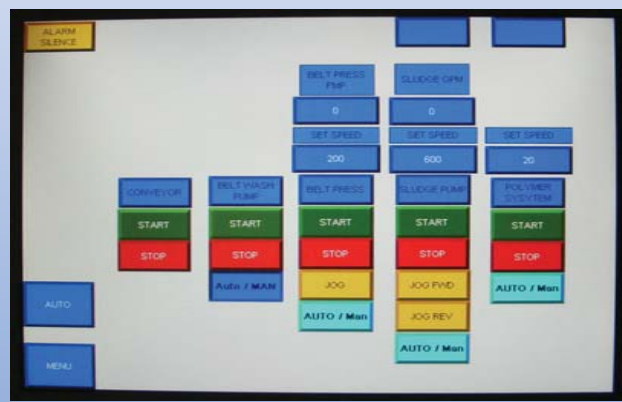 ALARM
SILENCE
BELT PRESS
FMP
SLUDGE GPM
0
0
SET SPEED
SET SPEED
SET SPEED
200
600
20
CONVEYOR
BELT WASH
PUMP
BELT PRESS
SLUDGE PUMP
POLYMER
SYSYTEM
START
START
START
START
START
STOP
STOP
STOP
STOP
STOP
Auto / MAN
JOG
JOG FWD
AUTO / Man
AUTO
AUTO / Man
JOG REV
AUTO / Man
MENU